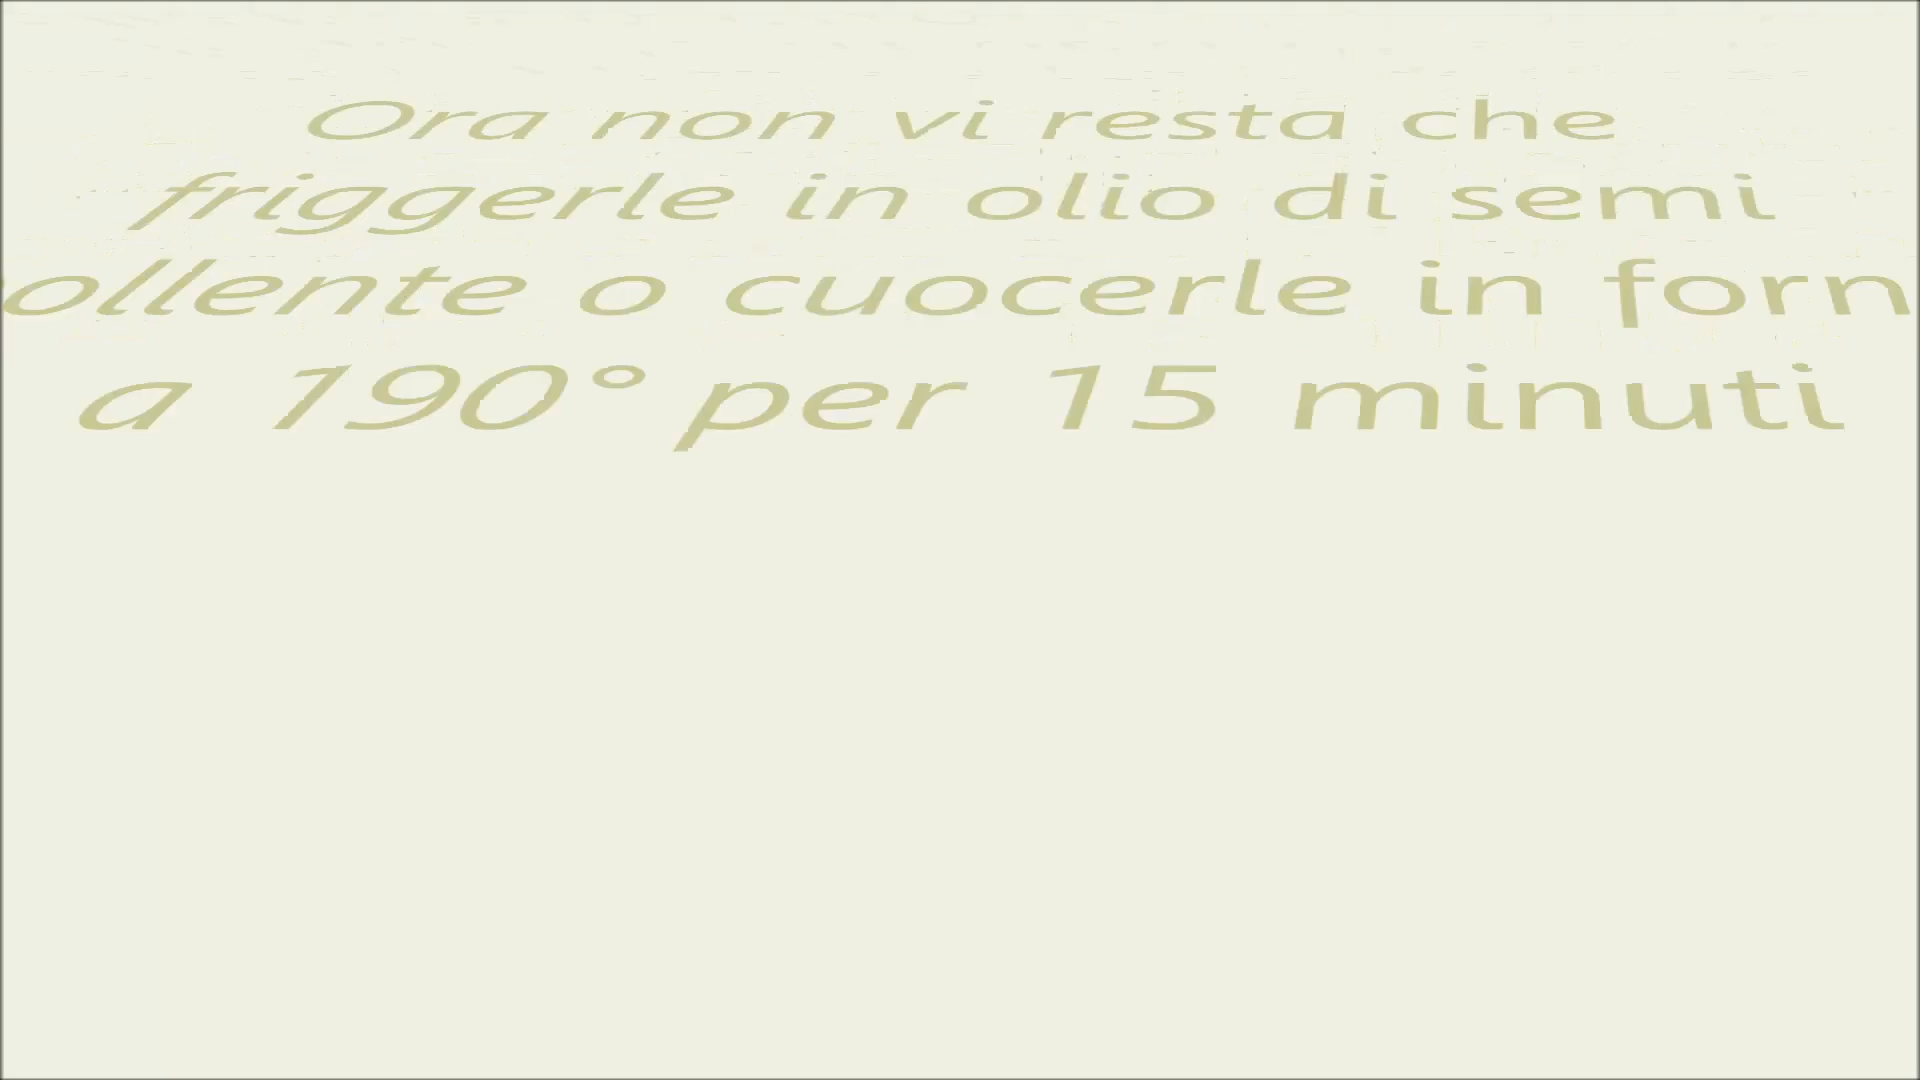 Ora non vi resta che
friggerle in olio di semi
ollente o cuocerle in forn
a 190° per 15 minuti